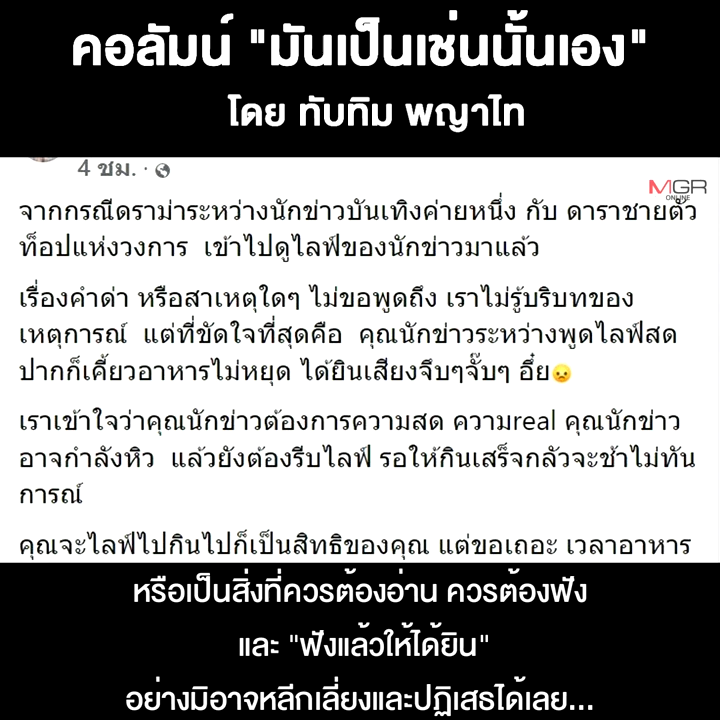 คอลัมน์ "มันเป็นเช่นนั้นเอง"
โดย ทับทิม พญาไท
4 ชม. ·
MGR
ONLINE
จากกรณีดราม่าระหว่างนักข่าวบันเทิงค่ายหนึ่ง กับ ดาราชายตัว
ท็อปแห่งวงการ เข้าไปดูไลฟ์ของนักข่าวมาแล้ว
เรื่องคำด่า หรือสาเหตุใดๆ ไม่ขอพูดถึง เราไม่รู้บริบทของ
เหตุการณ์ แต่ที่ขัดใจที่สุดคือ คุณนักข่าวระหว่างพูดไลฟ์สด
ปากก็เคี้ยวอาหารไม่หยุด ได้ยินเสียงจึบๆจั๊บๆ อึ๋ย😠
เราเข้าใจว่าคุณนักข่าวต้องการความสด ความreal คุณนักข่าว
อาจกำลังหิว แล้วยังต้องรีบไลฟ์ รอให้กินเสร็จกลัวจะช้าไม่ทัน
การณ์
คุณจะไลฟ์ไปกินไปก็เป็นสิทธิของคุณ แต่ขอเถอะ เวลาอาหาร
หรือเป็นสิ่งที่ควรต้องอ่าน ควรต้องฟัง
และ "ฟังแล้วให้ได้ยิน"
อย่างมิอาจหลีกเลี่ยงและปฏิเสธได้เลย...